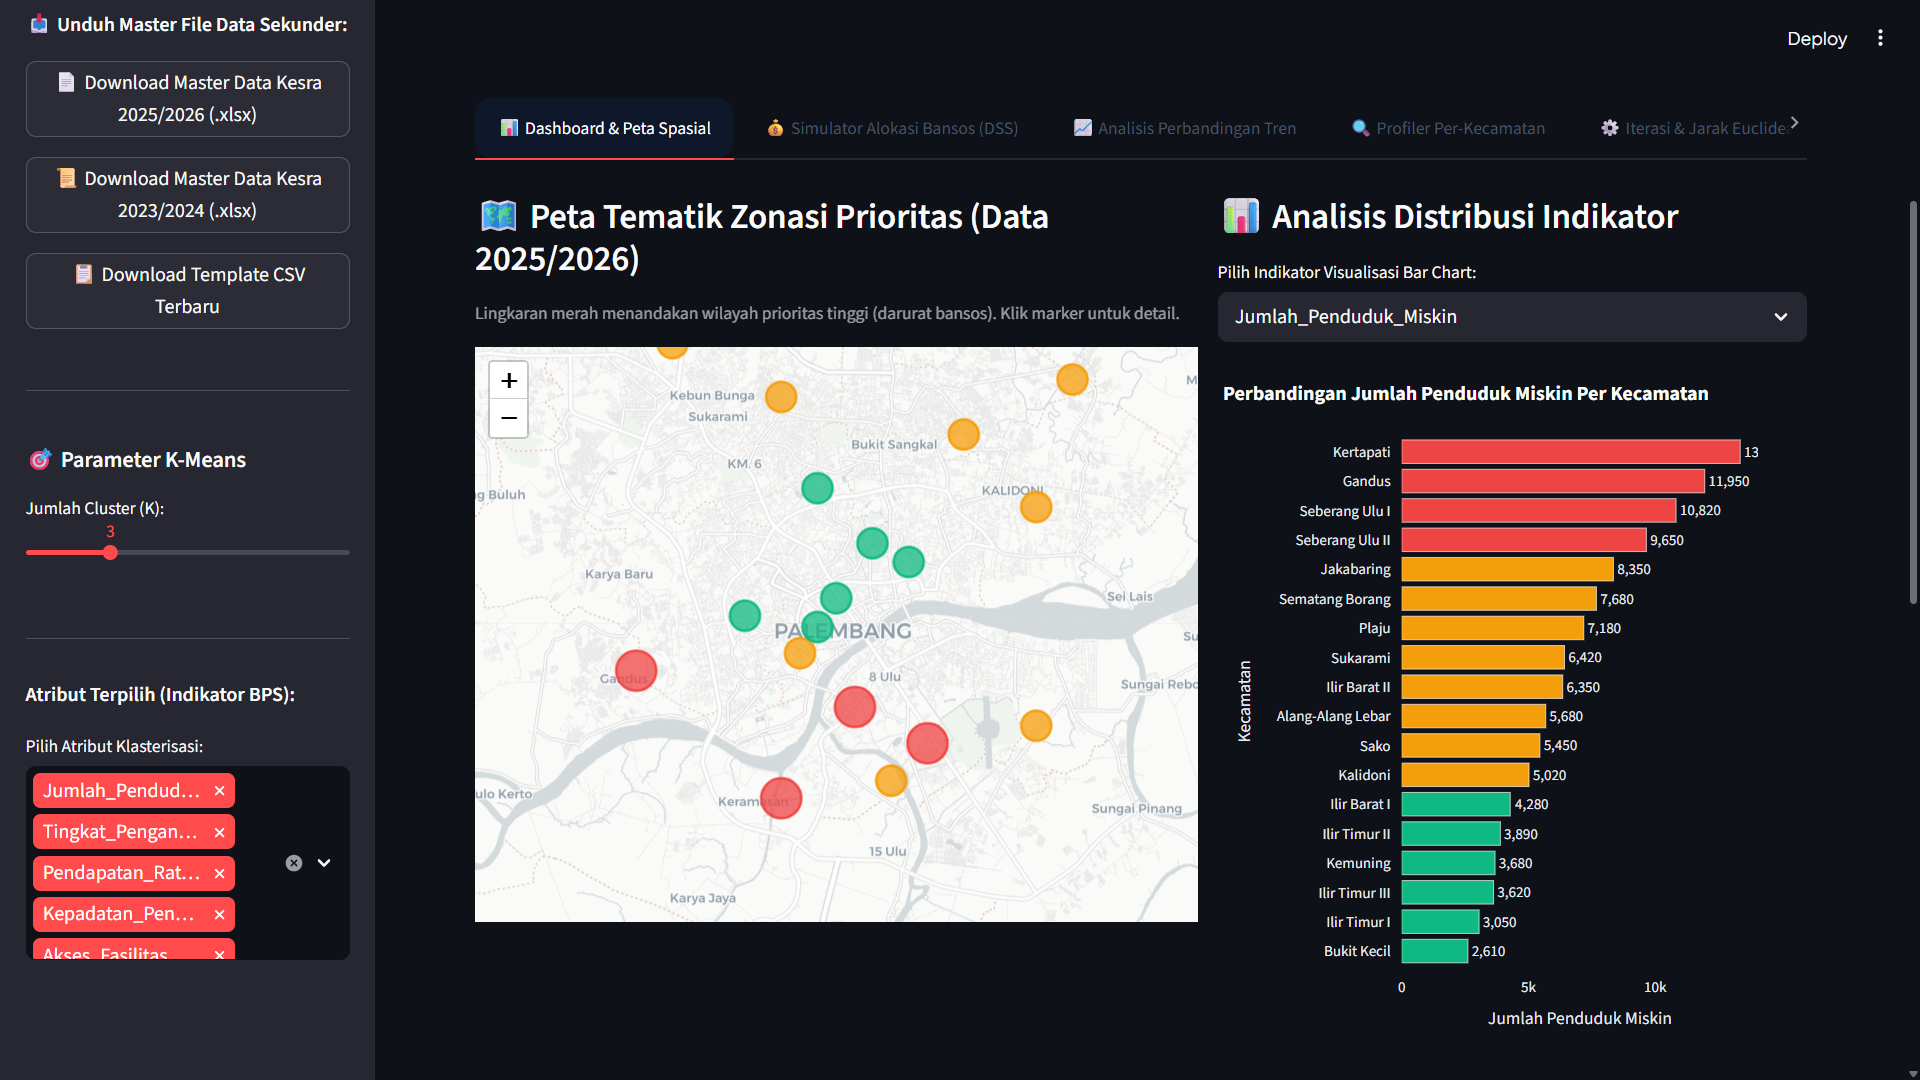 Unduh Master File Data Sekunder:
Download Master Data Kesra
2025/2026 (.xlsx)
Download Master Data Kesra
2023/2024 (.xlsx)
Download Template CSV
Terbaru
Parameter K-Means
Jumlah Cluster (K):
3
Atribut Terpilih (Indikator BPS):
Pilih Atribut Klasterisasi:
Jumlah_Pendud...
Tingkat_Pengan...
Pendapatan_Rat...
Kepadatan_Pen...
Akses_Fasilitas
Deploy
Dashboard & Peta Spasial
Simulator Alokasi Bansos (DSS)
Analisis Perbandingan Tren
Profiler Per-Kecamatan
Iterasi & Jarak Euclide
Peta Tematik Zonasi Prioritas (Data
2025/2026)
Lingkaran merah menandakan wilayah prioritas tinggi (darurat bansos). Klik marker untuk detail.
+
−
Kebun Bunga
Sukarami
Bukit Sangkal
KM. 6
KALIDONI
g Buluh
Karya Baru
Sei Lais
PALEMBANG
Gandus
8 Ulu
Sungai Rebo
ulo Kerto
Keramasan
Sungai Pinang
15 Ulu
Karya Jaya
Analisis Distribusi Indikator
Pilih Indikator Visualisasi Bar Chart:
Jumlah_Penduduk_Miskin
Perbandingan Jumlah Penduduk Miskin Per Kecamatan
Kecamatan
Kertapati 13
Gandus 11,950
Seberang Ulu I 10,820
Seberang Ulu II 9,650
Jakabaring 8,350
Sematang Borang 7,680
Plaju 7,180
Sukarami 6,420
Ilir Barat II 6,350
Alang-Alang Lebar 5,680
Sako 5,450
Kalidoni 5,020
Ilir Barat I 4,280
Ilir Timur II 3,890
Kemuning 3,680
Ilir Timur III 3,620
Ilir Timur I 3,050
Bukit Kecil 2,610
0 5k 10k
Jumlah Penduduk Miskin